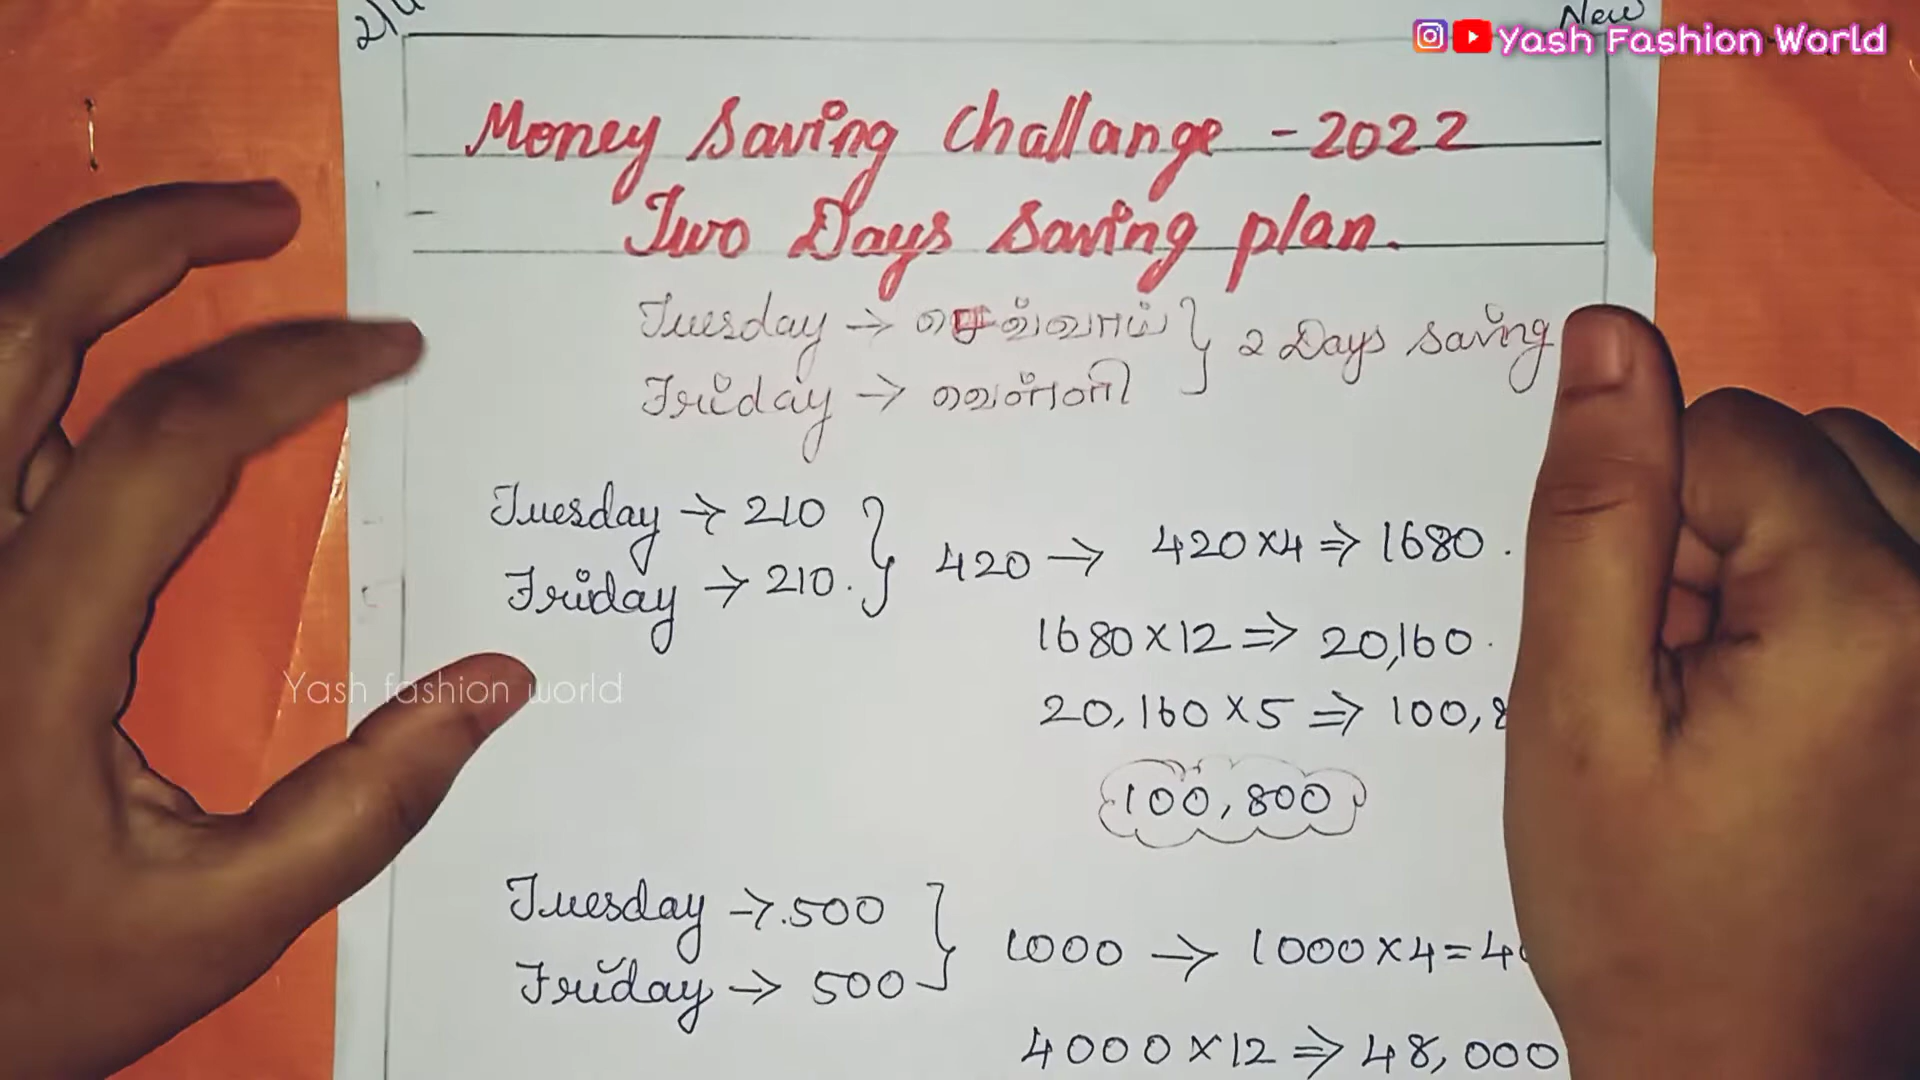 New
Yash Fashion World
Money Saving Challange - 2022
Two Days Saving plan.
Tuesday → செவ்வாய்
Friday → வெள்ளி
2 Days Saving
Tuesday → 210
Friday → 210.
420 → 420 x 4 ⇒ 1680.
1680 x 12 ⇒ 20,160.
20,160 x 5 ⇒ 100,8
Yash fashion world
100,800
Tuesday → 500
Friday → 500
1000 → 1000 x 4 = 4
4000 x 12 ⇒ 48,000